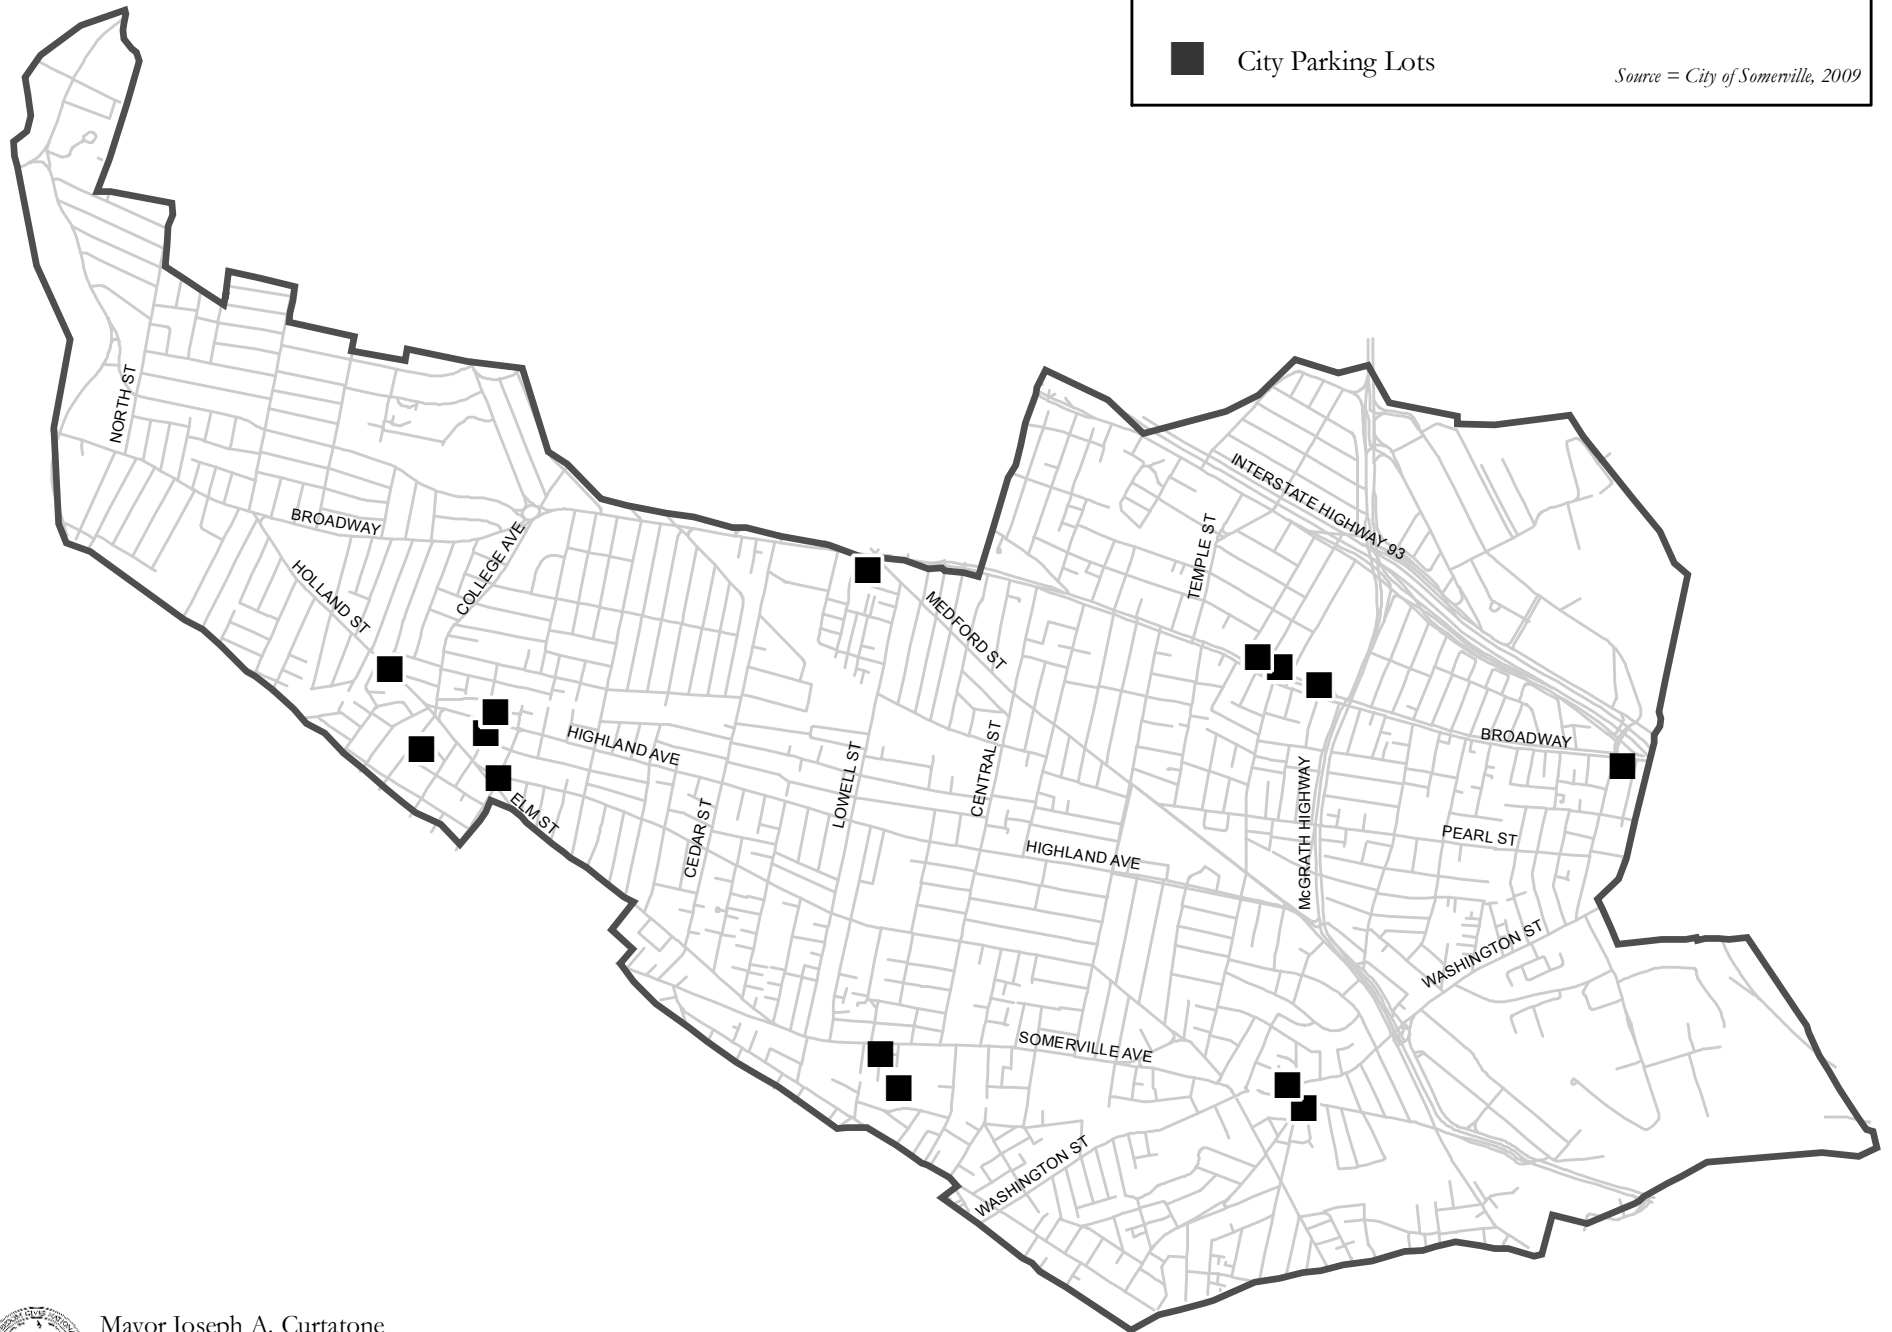 City Parking Lots
Source = City of Somerville, 2009
NORTH ST
BROADWAY
HOLLAND ST
COLLEGE AVE
INTERSTATE HIGHWAY 93
TEMPLE ST
MEDFORD ST
HIGHLAND AVE
ELM ST
CEDAR ST
LOWELL ST
CENTRAL ST
HIGHLAND AVE
McGRATH HIGHWAY
BROADWAY
PEARL ST
WASHINGTON ST
SOMERVILLE AVE
WASHINGTON ST
Mayor Joseph A. Curtatone